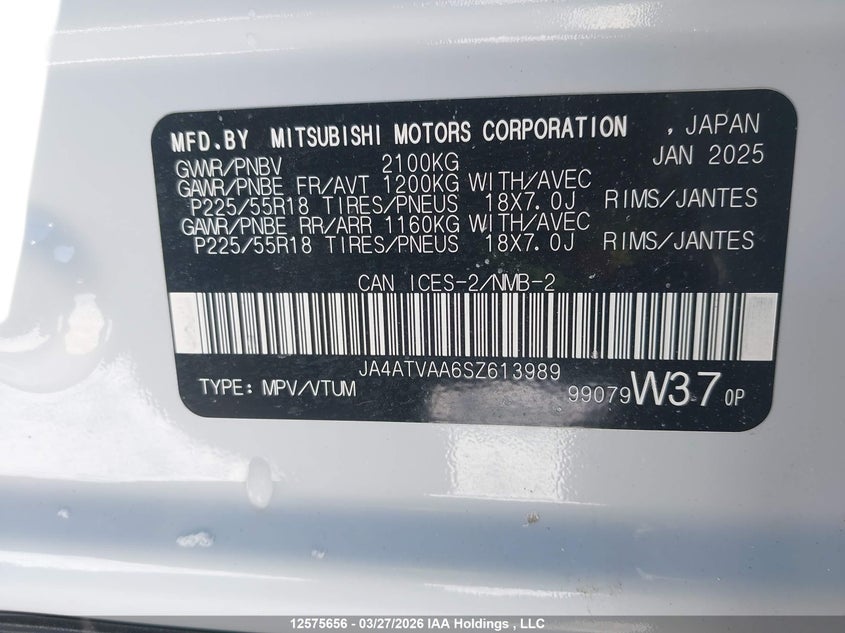 MFD. BY MITSUBISHI MOTORS CORPORATION , JAPAN
GVWR/PNBV 2100KG JAN 2025
GAWR/PNBE FR/AVT 1200KG WITH/AVEC
P225/55R18 TIRES/PNEUS 18X7.0J RIMS/JANTES
GAWR/PNBE RR/ARR 1160KG WITH/AVEC
P225/55R18 TIRES/PNEUS 18X7.0J RIMS/JANTES
CAN ICES-2/NMB-2
JA4ATVAA6SZ613989
TYPE: MPV/VTUM 99079 W37 OP
12575656 - 03/27/2026 IAA Holdings , LLC